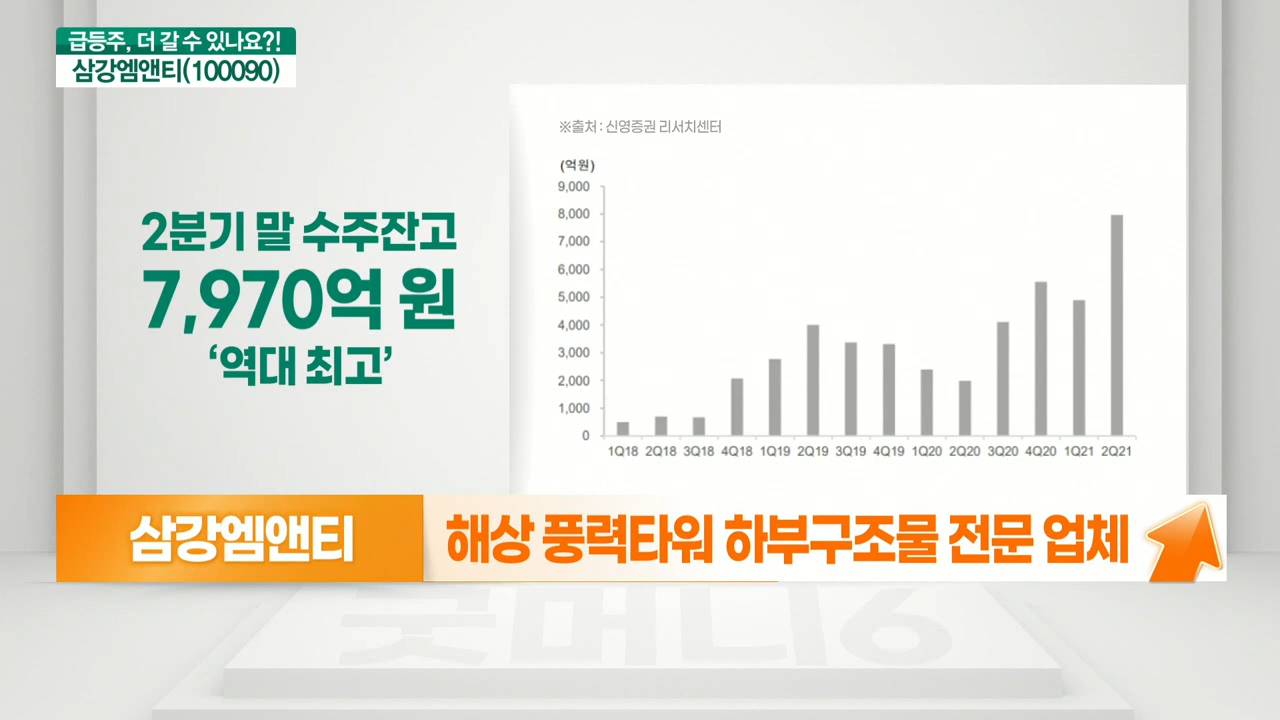 급등주, 더 갈 수 있나요?!
삼강엠앤티(100090)
2분기 말 수주잔고
7,970억 원
‘역대 최고’
※출처 : 신영증권 리서치센터
(억원)
9,000
8,000
7,000
6,000
5,000
4,000
3,000
2,000
1,000
0
1Q18 2Q18 3Q18 4Q18 1Q19 2Q19 3Q19 4Q19 1Q20 2Q20 3Q20 4Q20 1Q21 2Q21
삼강엠앤티
해상 풍력타워 하부구조물 전문 업체
굿머니6